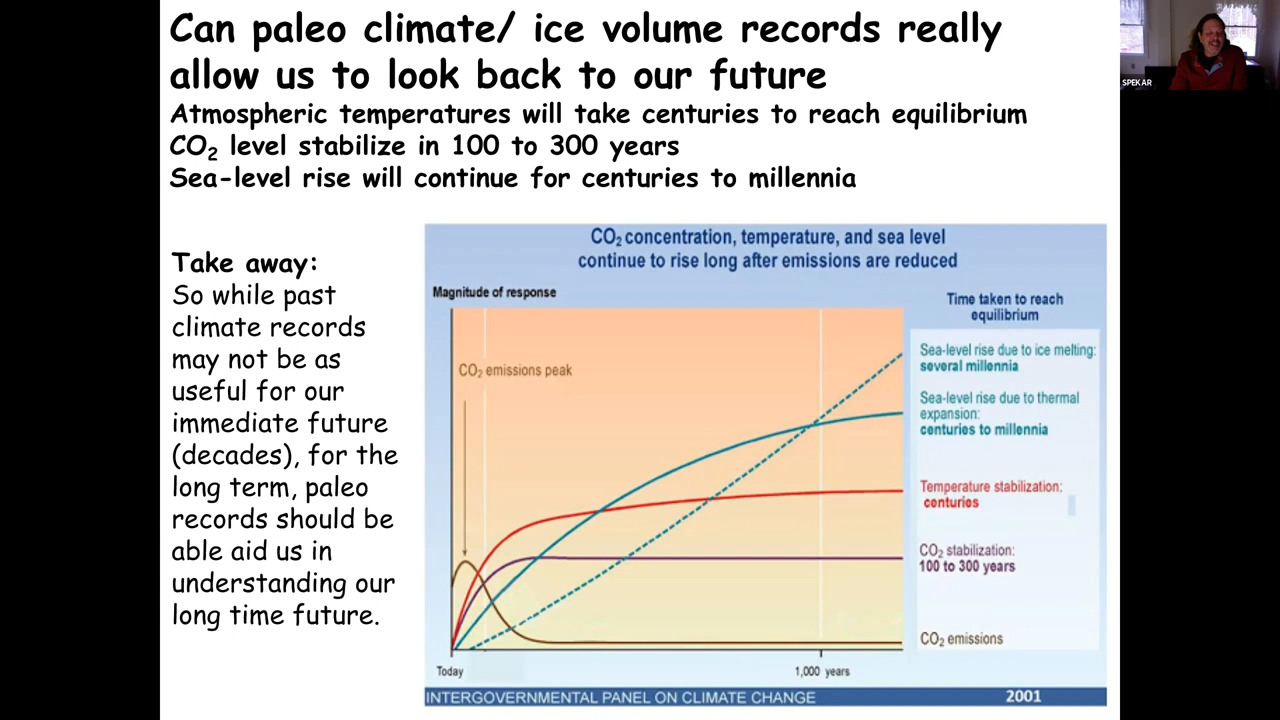 Can paleo climate/ ice volume records really
allow us to look back to our future
Atmospheric temperatures will take centuries to reach equilibrium
CO₂ level stabilize in 100 to 300 years
Sea-level rise will continue for centuries to millennia
SPEKAR
Take away:
So while past
climate records
may not be as
useful for our
immediate future
(decades), for the
long term, paleo
records should be
able aid us in
understanding our
long time future.
CO₂ concentration, temperature, and sea level
continue to rise long after emissions are reduced
Magnitude of response
Time taken to reach
equilibrium
CO₂ emissions peak
Sea-level rise due to ice melting:
several millennia
Sea-level rise due to thermal
expansion:
centuries to millennia
Temperature stabilization:
centuries
CO₂ stabilization:
100 to 300 years
CO₂ emissions
Today
1,000 years
INTERGOVERNMENTAL PANEL ON CLIMATE CHANGE
2001